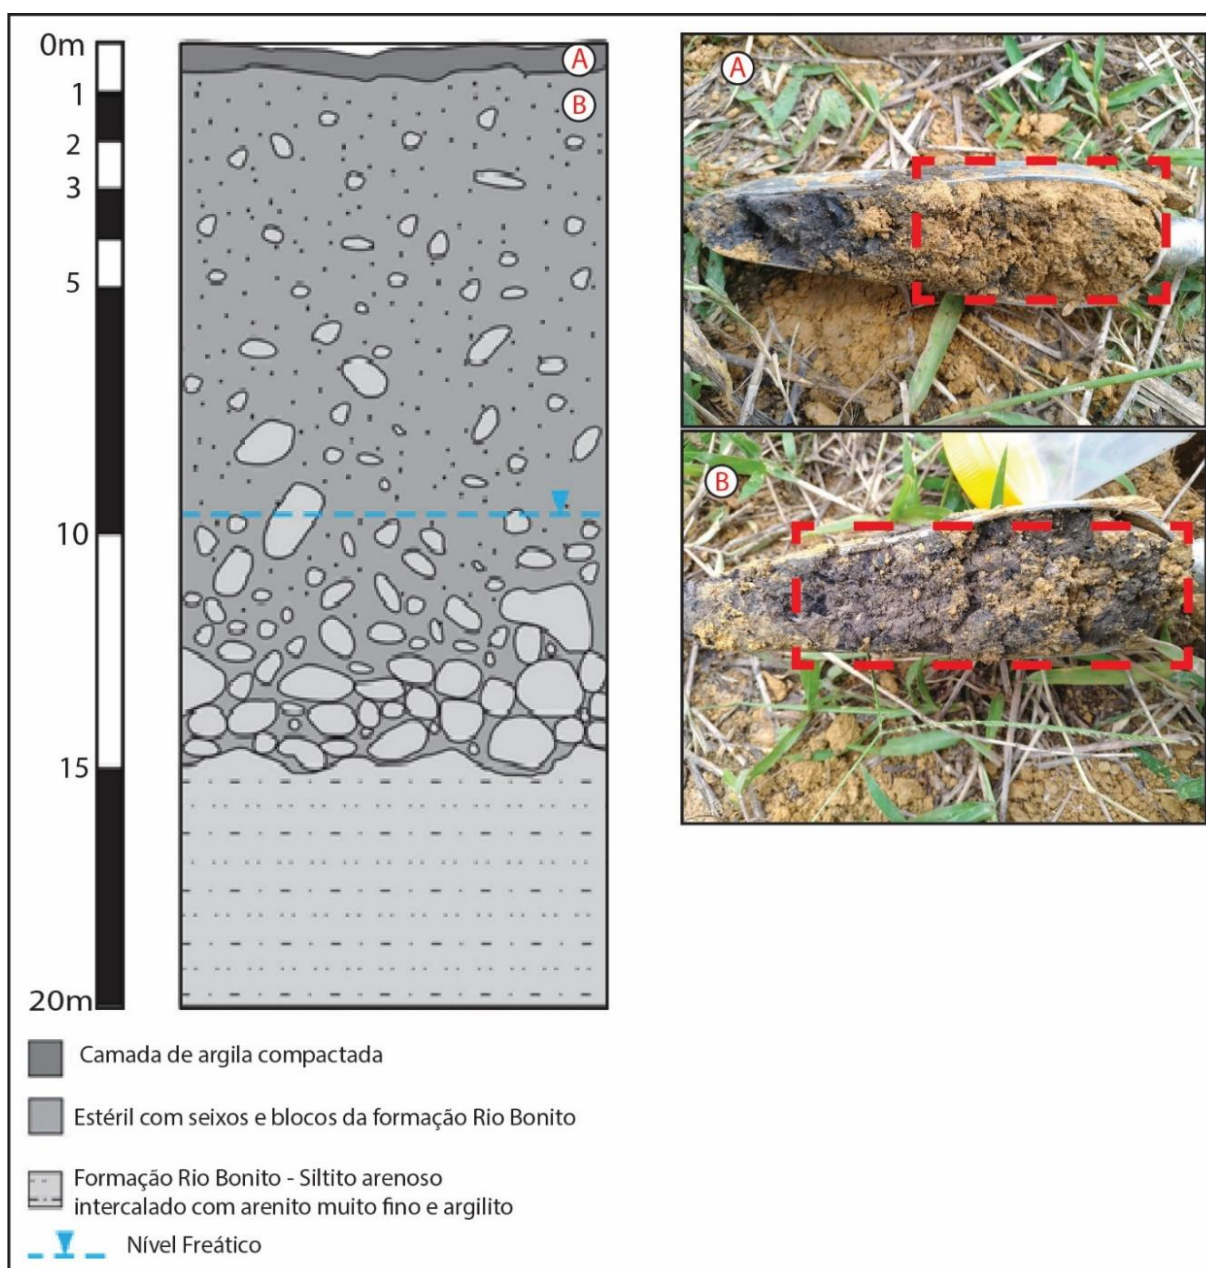 0m
1
2
3
5
10
15
20m
A
B
A
B
Camada de argila compactada
Estéril com seixos e blocos da formação Rio Bonito
Formação Rio Bonito - Siltito arenoso
intercalado com arenito muito fino e argilito
Nível Freático